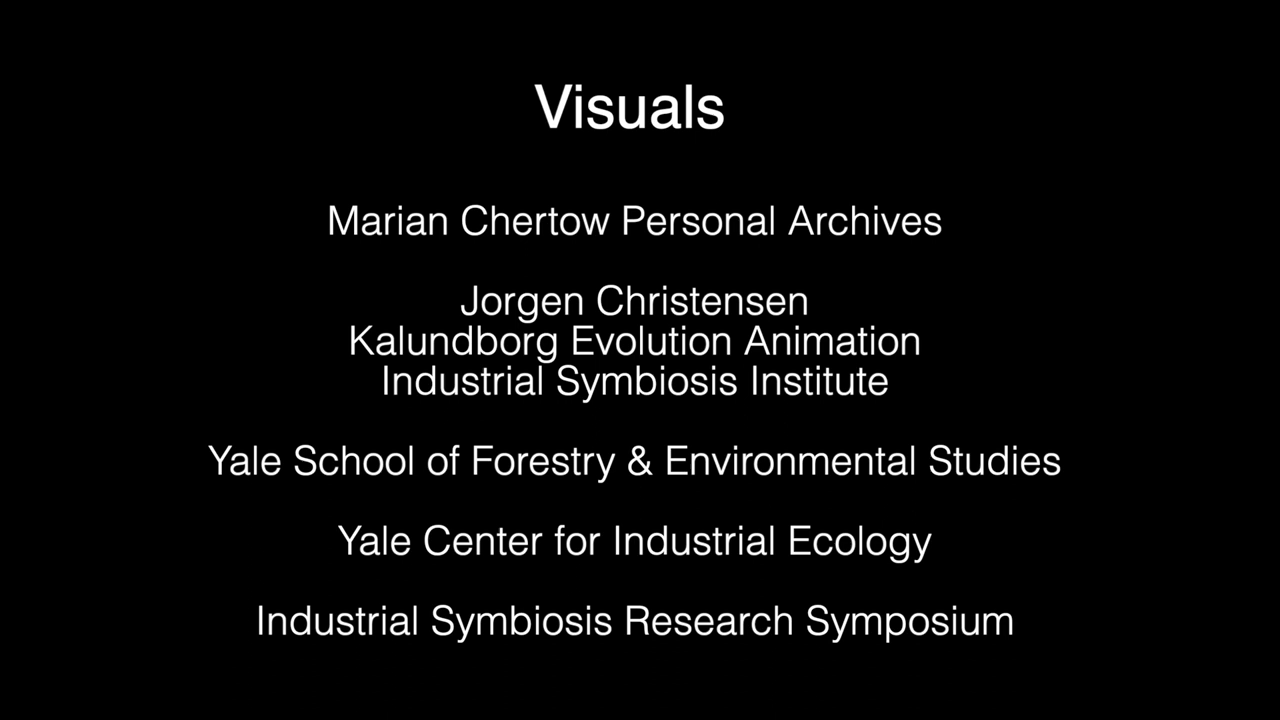 Visuals
Marian Chertow Personal Archives
Jorgen Christensen
Kalundborg Evolution Animation
Industrial Symbiosis Institute
Yale School of Forestry & Environmental Studies
Yale Center for Industrial Ecology
Industrial Symbiosis Research Symposium